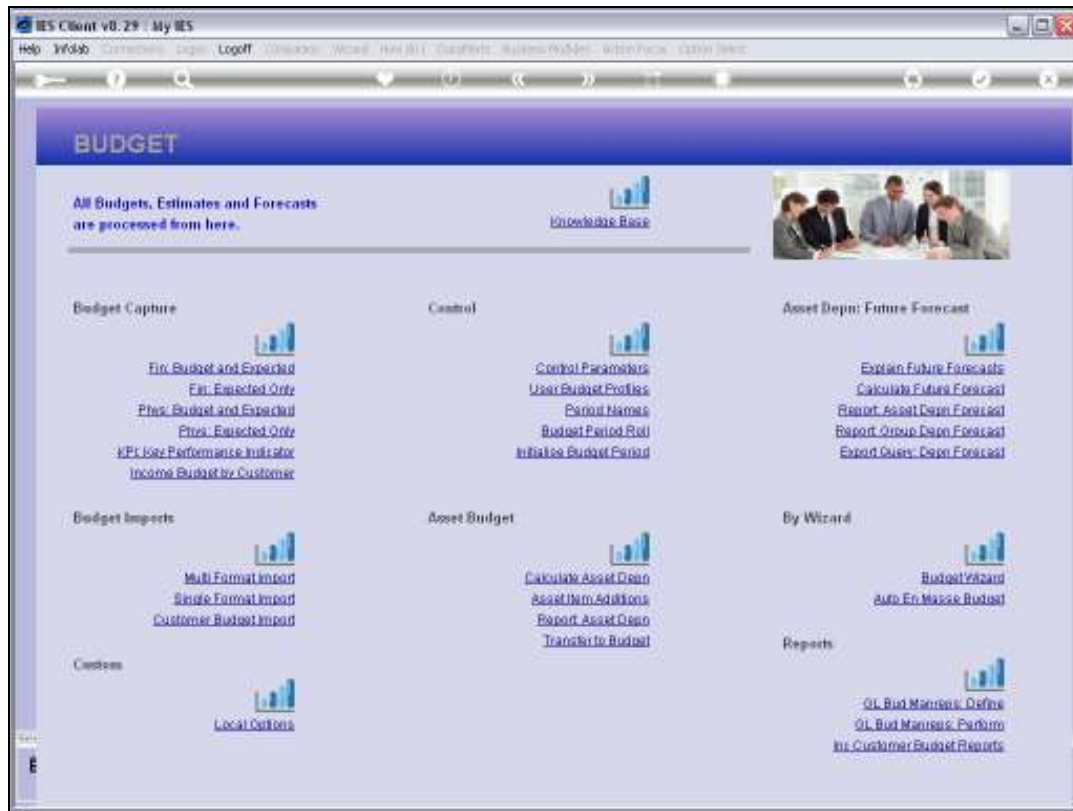 IES Client v8.29 : My IES
Help Infolab Logoff
BUDGET
All Budgets, Estimates and Forecasts
are processed from here.
Knowledge Base
Budget Capture
Fin: Budget and Expected
Fin: Expected Only
Phys: Budget and Expected
Phys: Expected Only
KPI: Key Performance Indicator
Income Budget by Customer
Control
Control Parameters
User Budget Profiles
Period Names
Budget Period Roll
Initialise Budget Period
Asset Depn: Future Forecast
Explain Future Forecasts
Calculate Future Forecast
Report: Asset Depn Forecast
Report: Group Depn Forecast
Export Query: Depn Forecast
Budget Imports
Multi Format Import
Single Format Import
Customer Budget Import
Asset Budget
Calculate Asset Depn
Asset Item Additions
Report Asset Depn
Transfer to Budget
By Wizard
Budget Wizard
Auto En Masse Budget
Custom
Local Options
Reports
GL Bud Manreps: Define
GL Bud Manreps: Perform
Customer Budget Reports